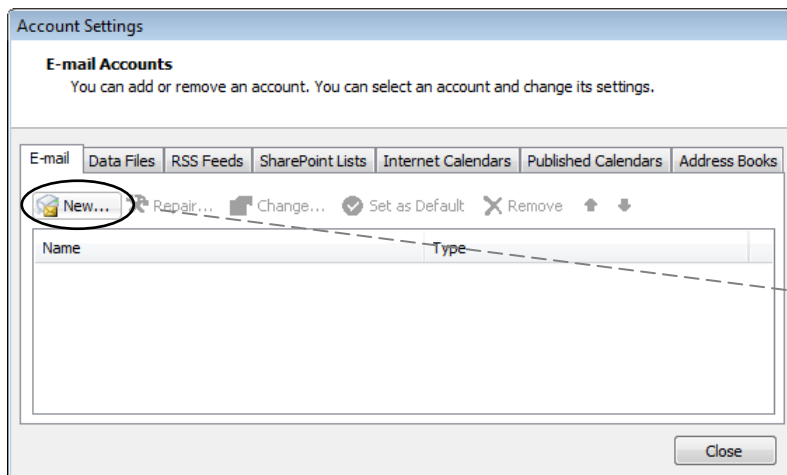 Account Settings
E-mail Accounts
You can add or remove an account. You can select an account and change its settings.
E-mail Data Files RSS Feeds SharePoint Lists Internet Calendars Published Calendars Address Books
New... Repair... Change... Set as Default Remove
Name Type
Close